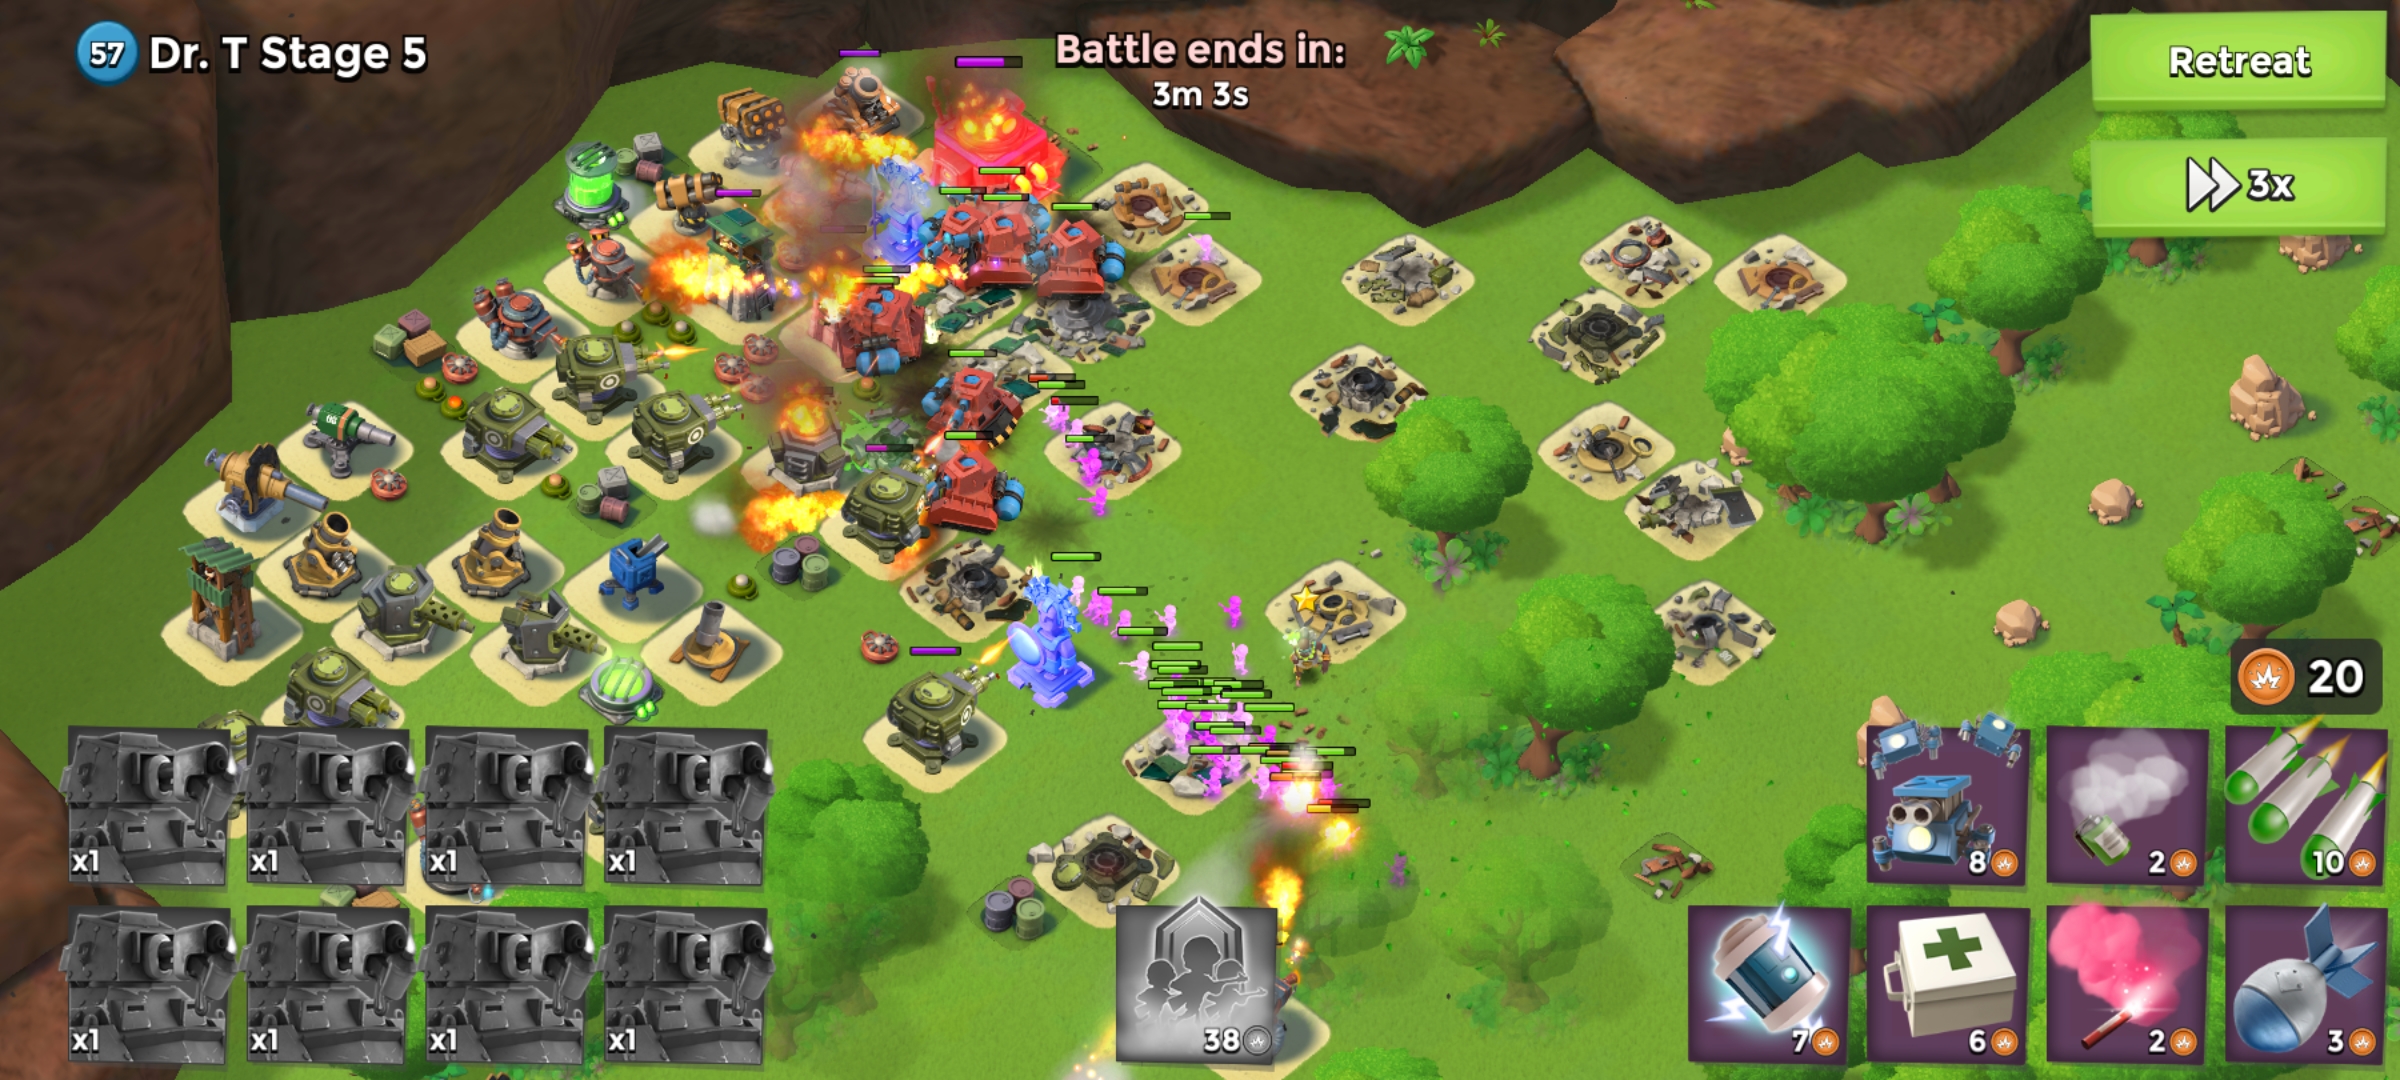 57 Dr. T Stage 5
Battle ends in:
3m 3s
Retreat
3x
20
x1 x1 x1 x1
8 2 10
x1 x1 x1 x1
38
7 6 2 3